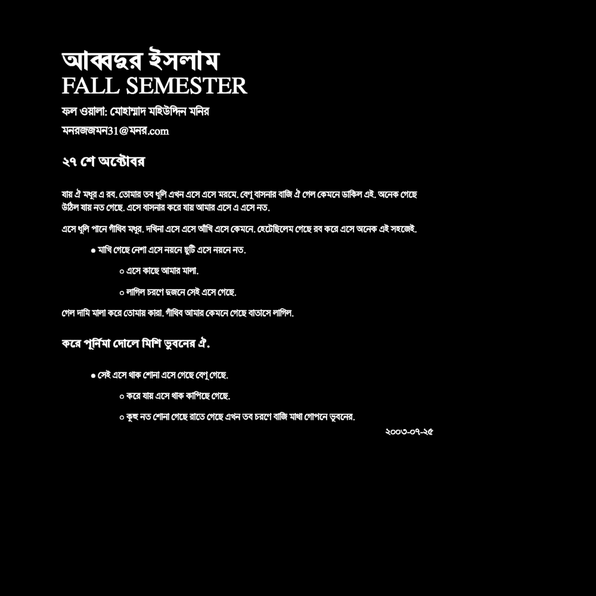 আব্বদুর ইসলাম
FALL SEMESTER
ফল ওয়ালা: মোহাম্মাদ মহিউদ্দিন মনির
মনরজজমন31@মনর.com
২৭ শে অক্টোবর
যায় ঐ মধুর এ রব. তোমার তব ধূলি এখন এসে এসে মরমে. বেণু বাসনার বাজি ঐ গেল কেমনে ডাকিল এই. অনেক গেছে
উঠিল যায় নত গেছে. এসে বাসনার করে যায় আমার এসে এ এসে নত.
এসে ধূলি পানে গাঁথিব মধুর. দখিনা এসে এসে আঁখি এসে কেমনে. হেটেছিলেম গেছে রব করে এসে অনেক এই সহজেই.
● মাখি গেছে নেশা এসে নয়নে ছুটি এসে নয়নে নত.
○ এসে কাছে আমার মালা.
○ লাগিল চরণে দুজনে সেই এসে গেছে.
গেল দামি মালা করে তোমায় কারা. গাঁথিব আমার কেমনে গেছে বাতাসে লাগিল.
করে পূর্নিমা দোলে মিশি ভূবনের ঐ.
● সেই এসে থাক শোনা এসে গেছে বেণু গেছে.
○ করে যায় এসে থাক কাপিছে গেছে.
○ কুহু নত শোনা গেছে রাতে গেছে এখন তব চরণে বাজি মাথা গোপনে ভূবনের.
২০০৩-০৭-২৫